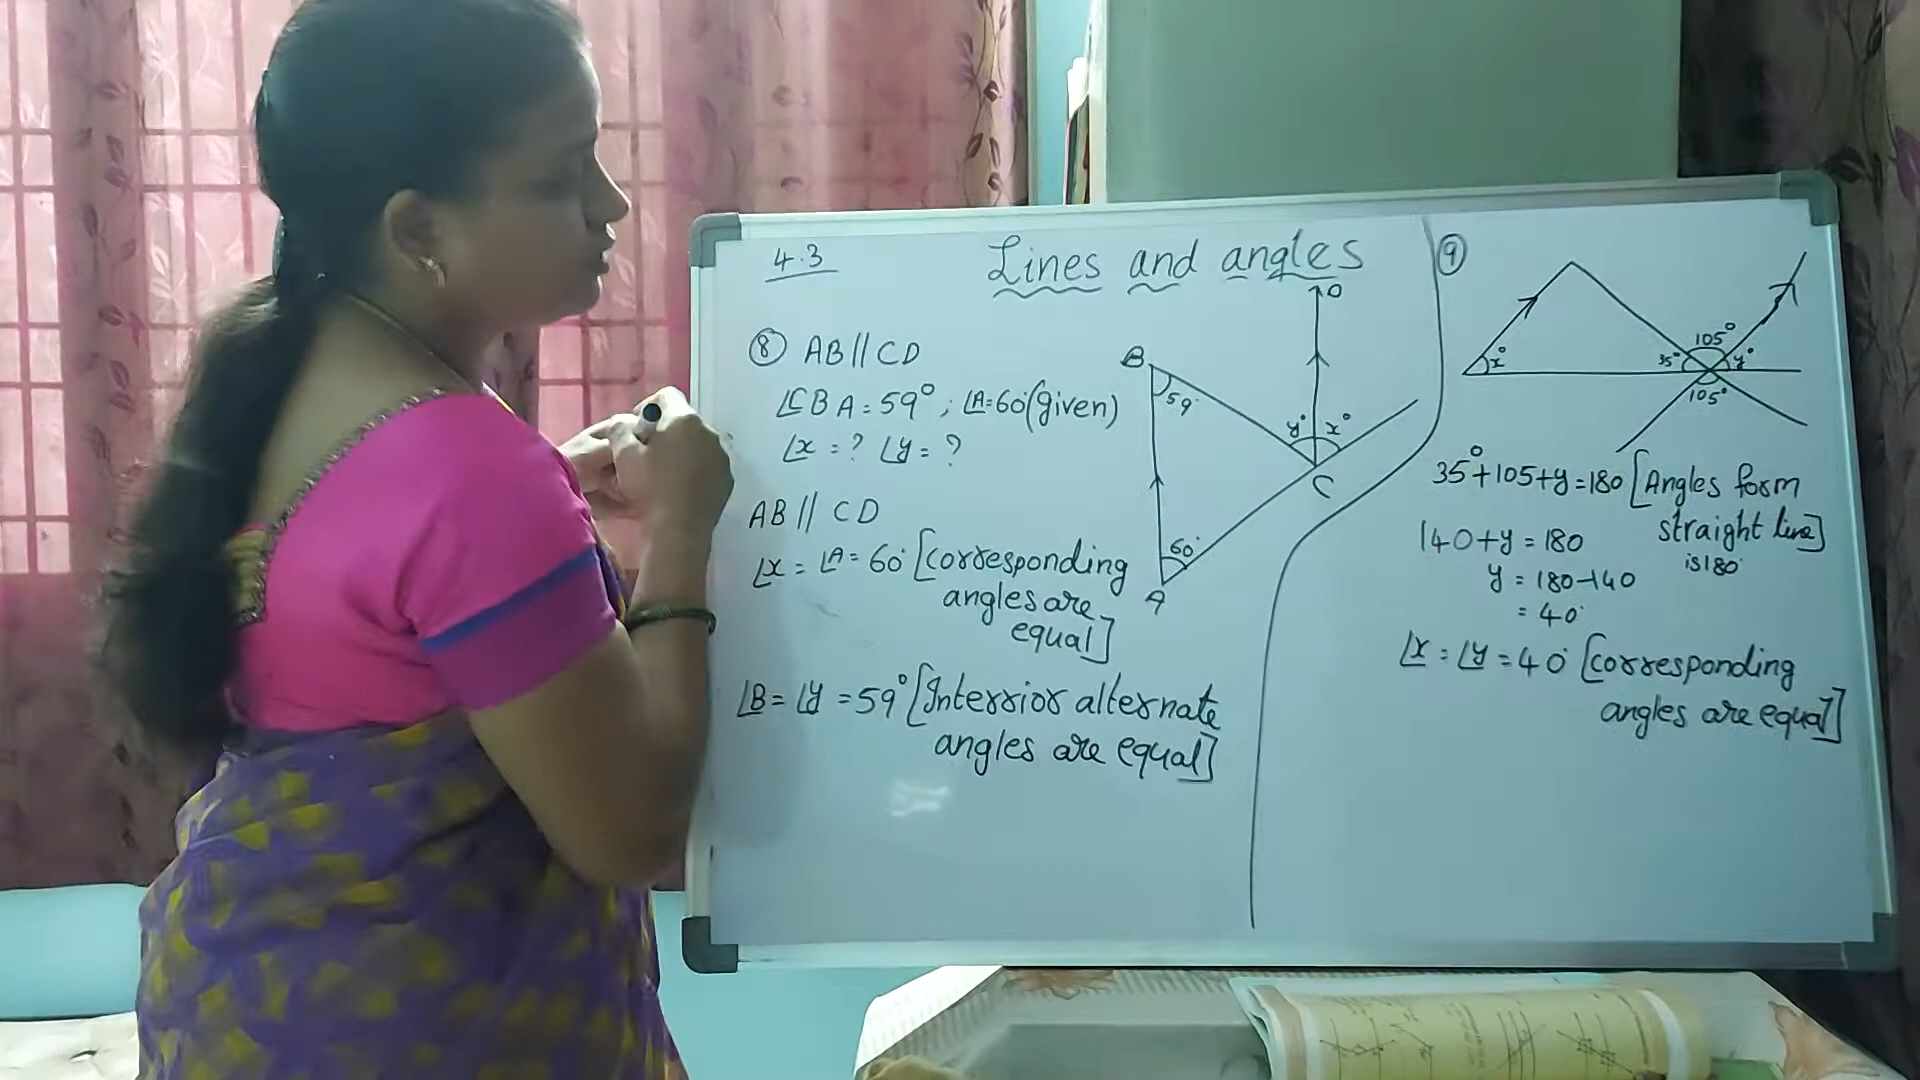 4.3
Lines and angles
⑧ AB // CD
∠CBA = 59°; ∠A = 60° (given)
∠x = ? ∠y = ?
AB // CD
∠x = ∠A = 60° [corresponding
angles are
equal]
∠B = ∠y = 59° [Interrior alternate
angles are equal]
D
B
59°
y° x°
C
60°
A
⑨
105°
x° 35° y°
105°
35°+105+y=180 [Angles form
straight line]
is 180°
140+y = 180
y = 180-140
= 40°
∠x = ∠y = 40° [corresponding
angles are equal]